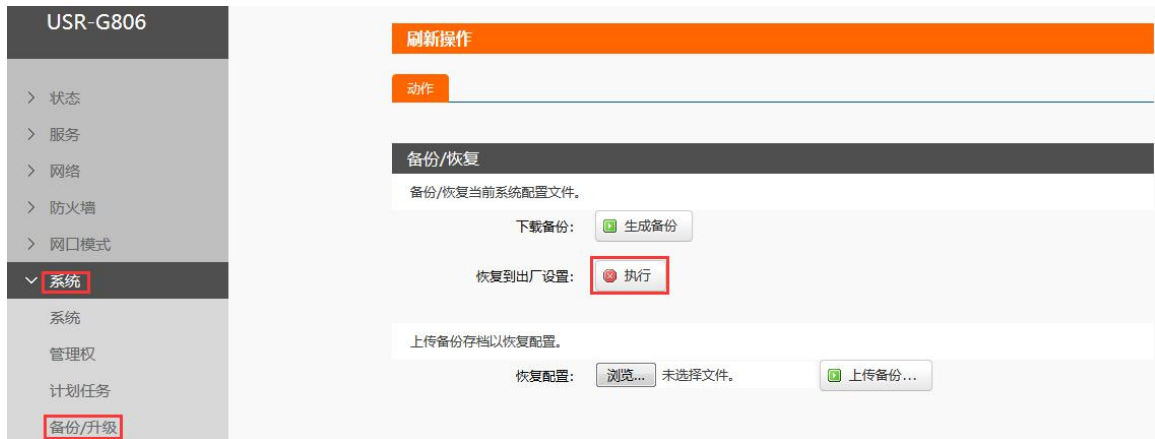 USR-G806
状态
服务
网络
防火墙
网口模式
系统
系统
管理权
计划任务
备份/升级
刷新操作
动作
备份/恢复
备份/恢复当前系统配置文件。
下载备份： 生成备份
恢复到出厂设置： 执行
上传备份存档以恢复配置。
恢复配置： 浏览... 未选择文件。 上传备份...